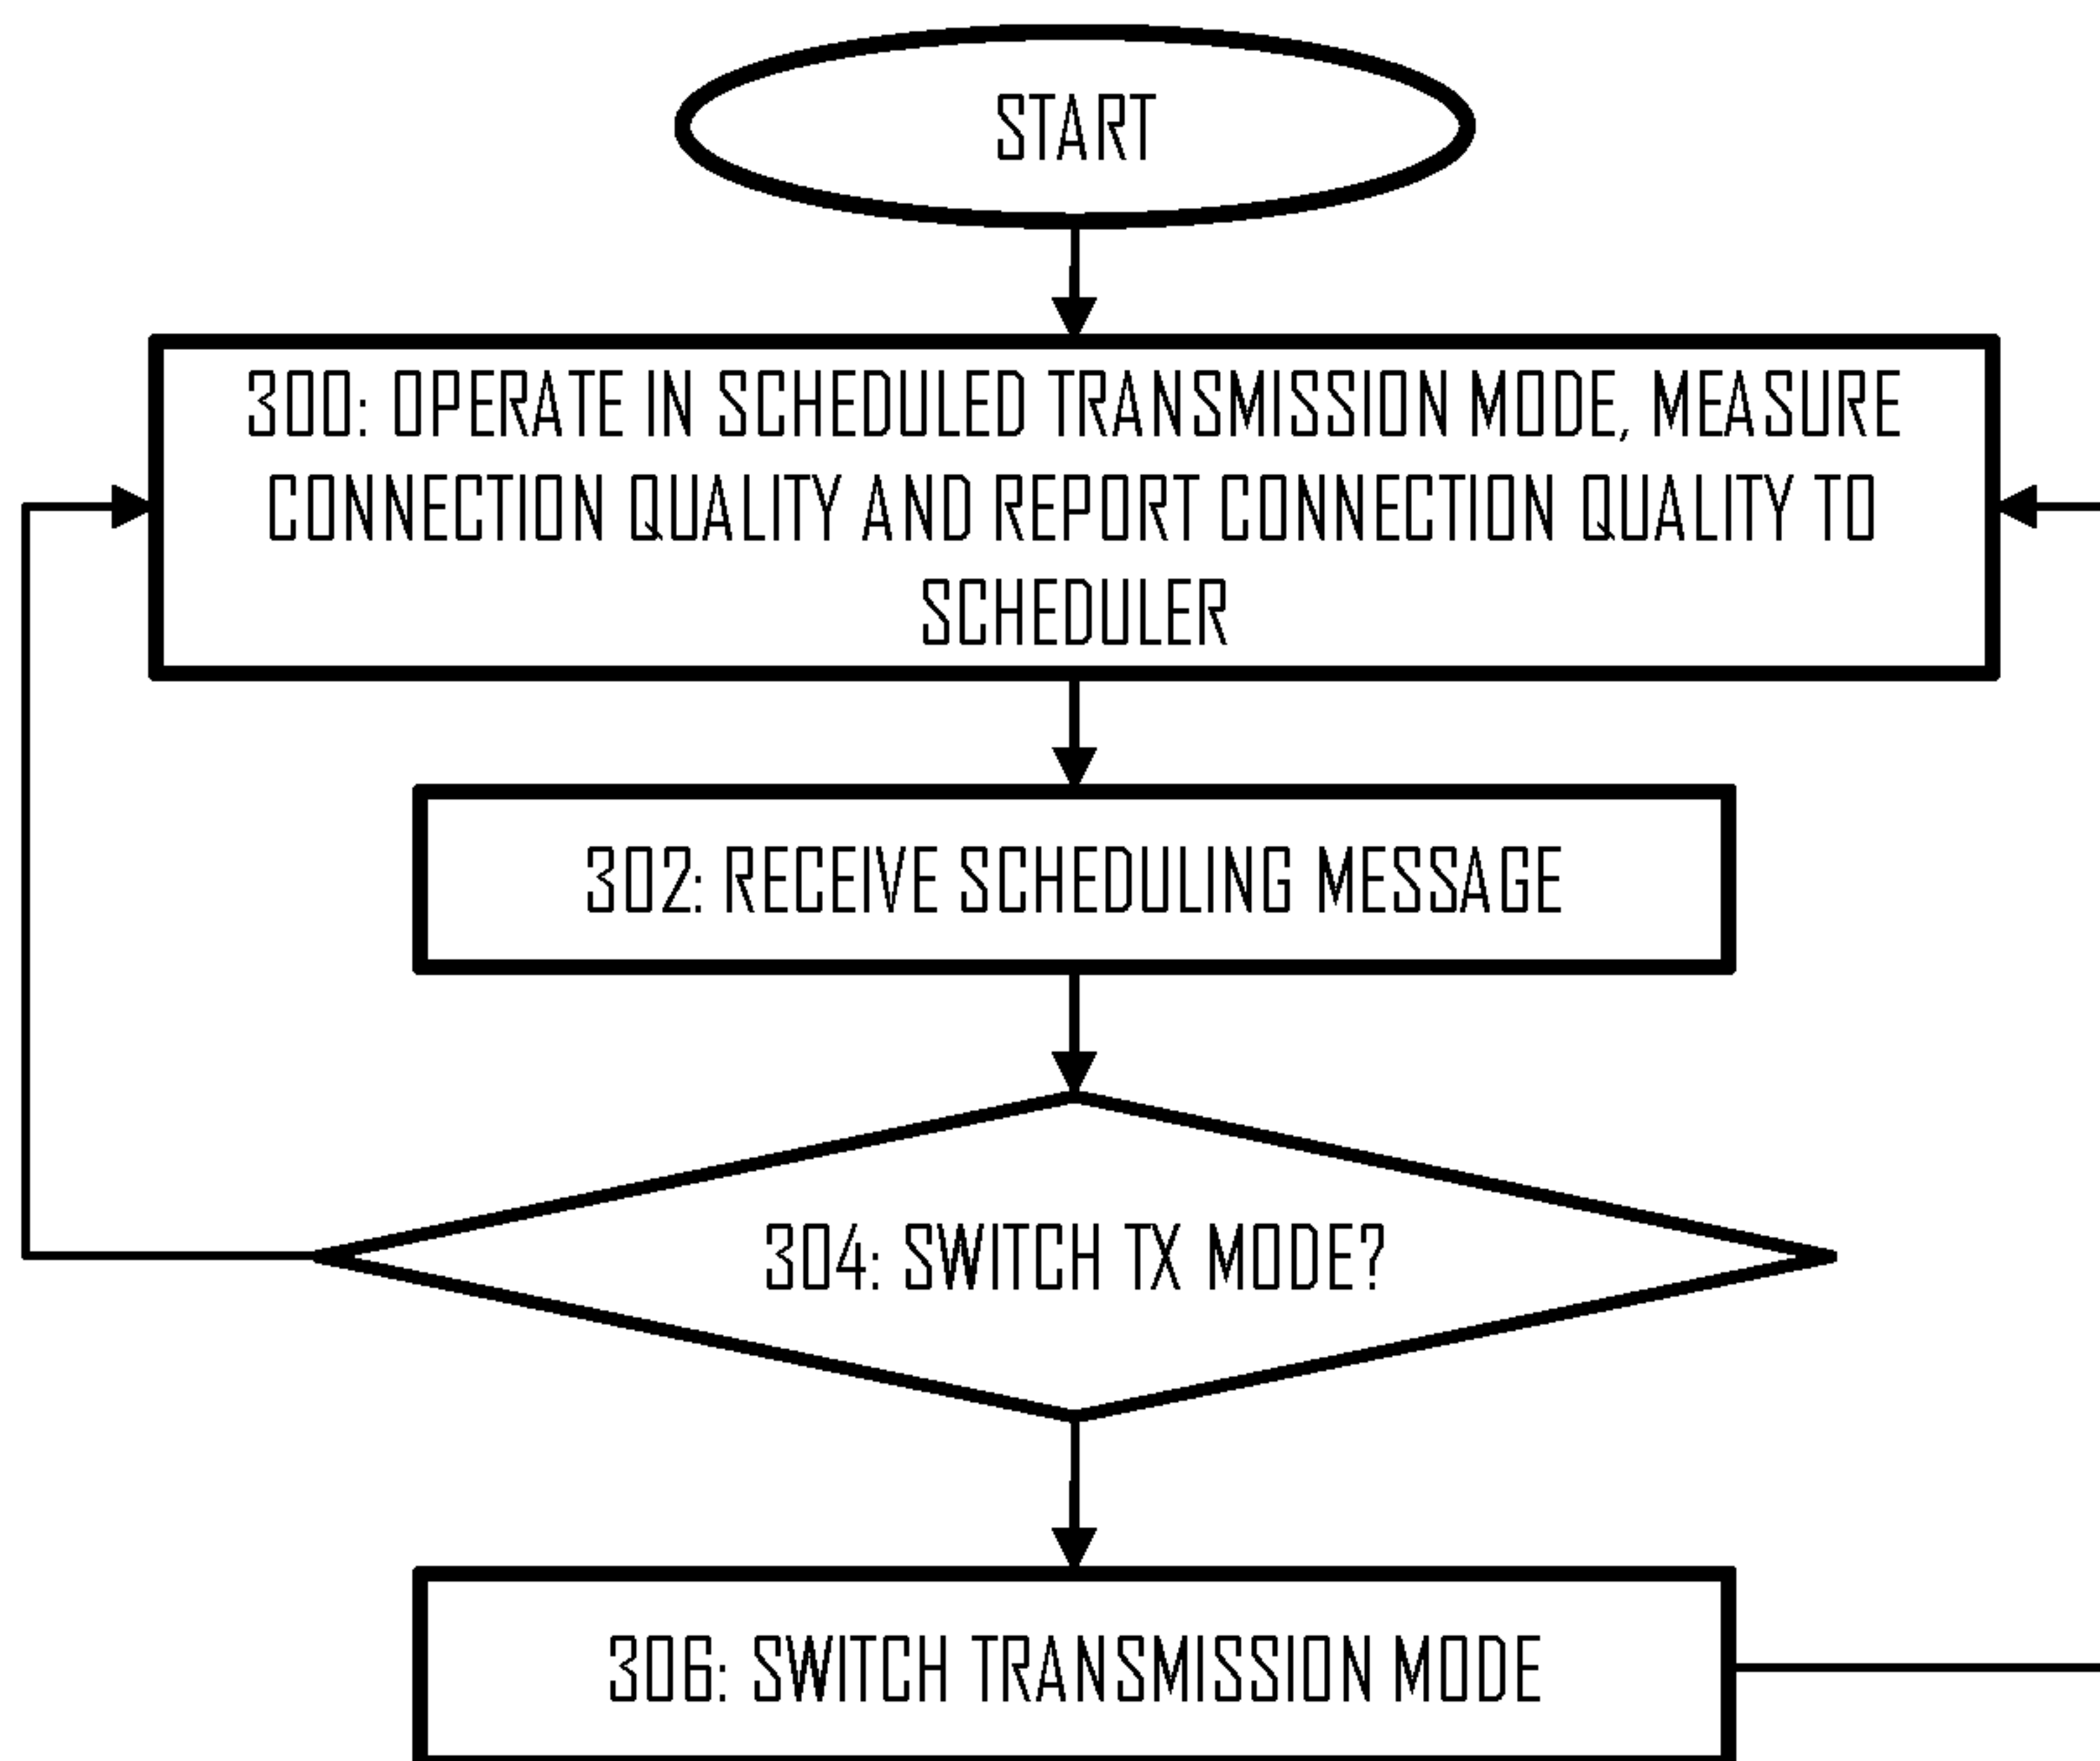 START
300: OPERATE IN SCHEDULED TRANSMISSION MODE, MEASURE
CONNECTION QUALITY AND REPORT CONNECTION QUALITY TO
SCHEDULER
302: RECEIVE SCHEDULING MESSAGE
304: SWITCH TX MODE?
306: SWITCH TRANSMISSION MODE